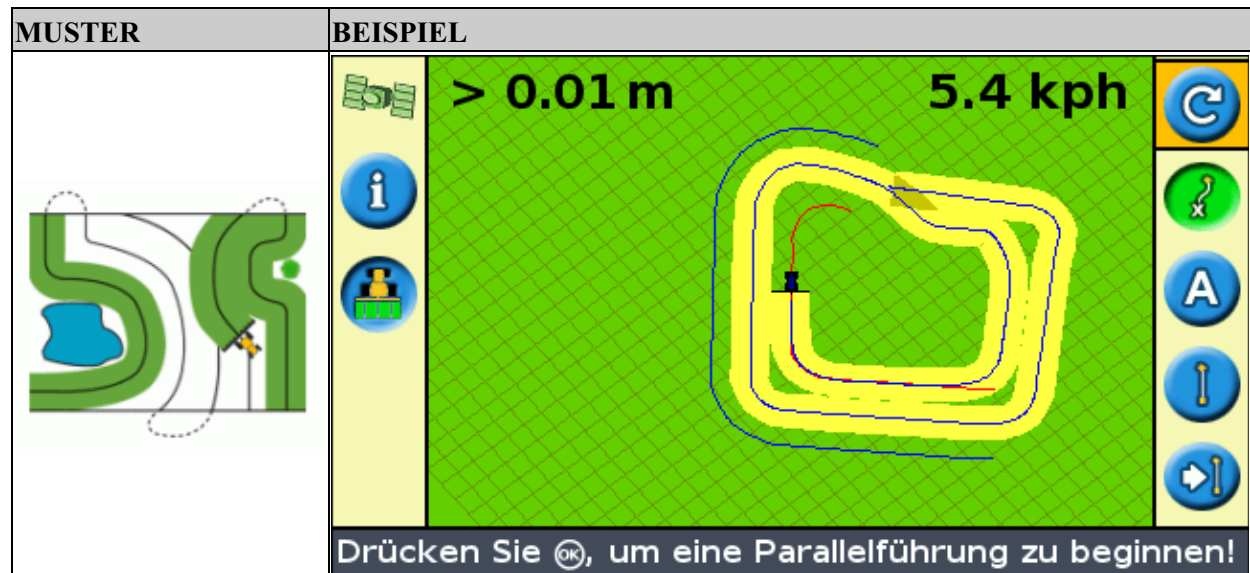 MUSTER
BEISPIEL
> 0.01 m
5.4 kph
i
x
A
Drücken Sie OK, um eine Parallelführung zu beginnen!